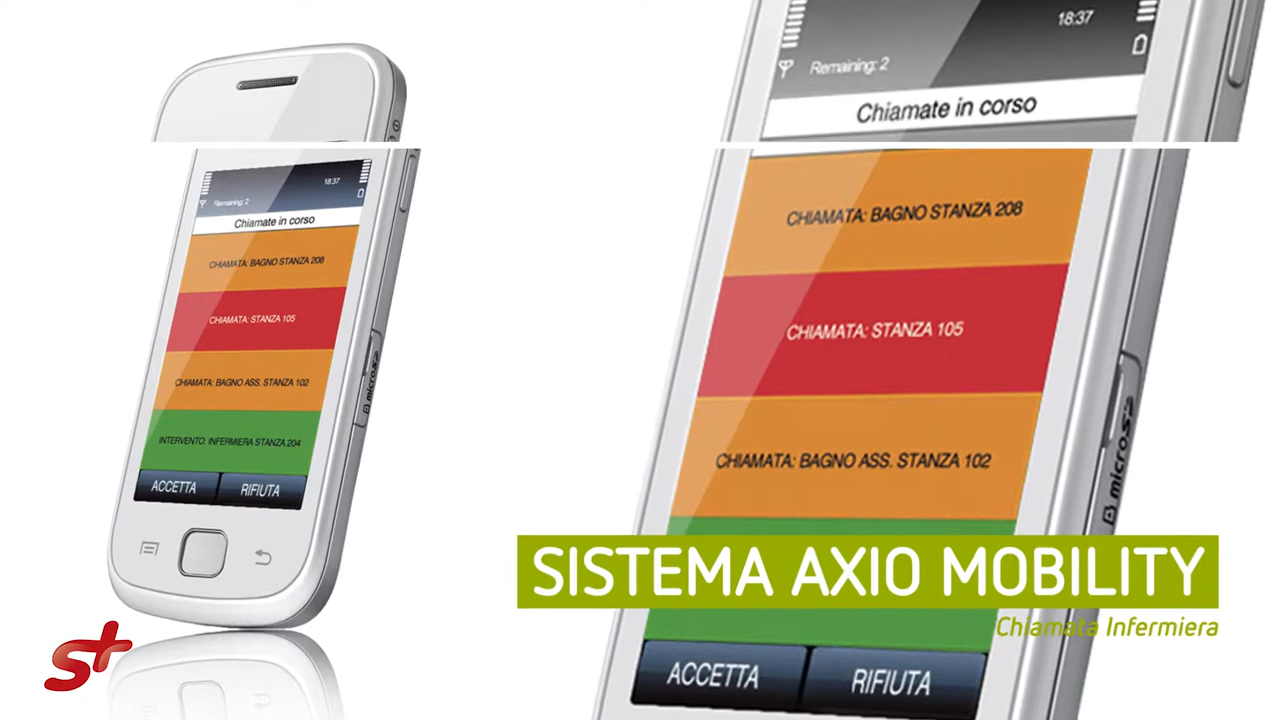 18:37
Remaining: 2
Chiamate in corso
CHIAMATA: BAGNO STANZA 208
CHIAMATA: STANZA 105
CHIAMATA: BAGNO ASS. STANZA 102
INTERVENTO: INFERMIERA STANZA 204
ACCETTA
RIFIUTA
S+
18:37
Remaining: 2
Chiamate in corso
CHIAMATA: BAGNO STANZA 208
CHIAMATA: STANZA 105
CHIAMATA: BAGNO ASS. STANZA 102
micro
SISTEMA AXIO MOBILITY
Chiamata Infermiera
ACCETTA
RIFIUTA